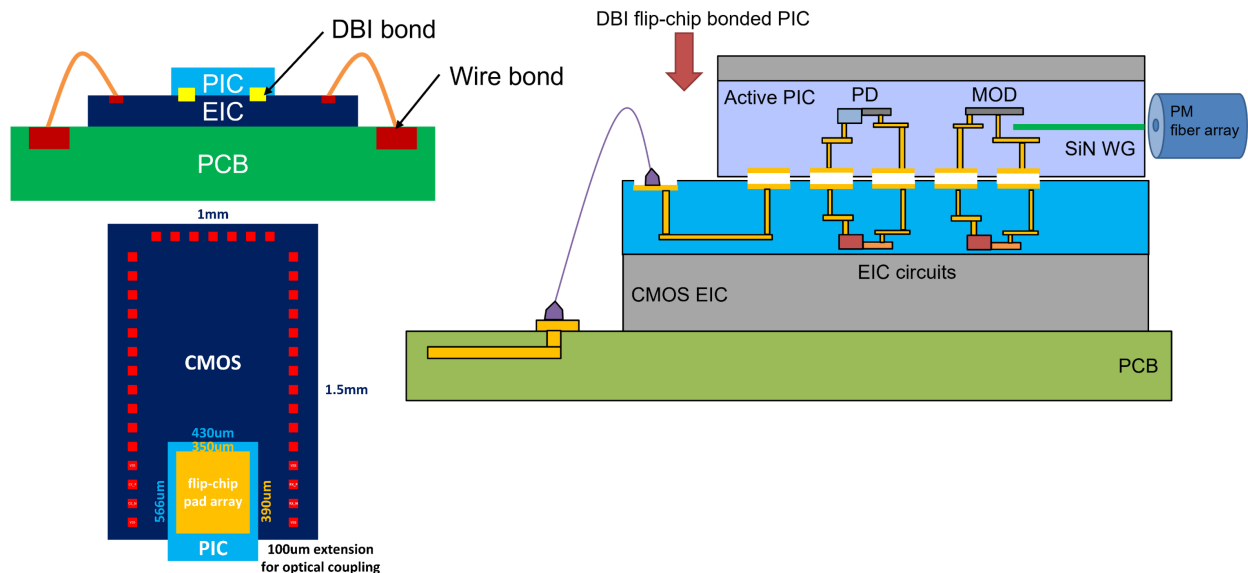 DBI bond
PIC
Wire bond
EIC
PCB
DBI flip-chip bonded PIC
Active PIC
PD
MOD
PM
fiber array
SiN WG
EIC circuits
CMOS EIC
PCB
1mm
CMOS
1.5mm
430um
350um
flip-chip
pad array
566um
390um
PIC
100um extension
for optical coupling